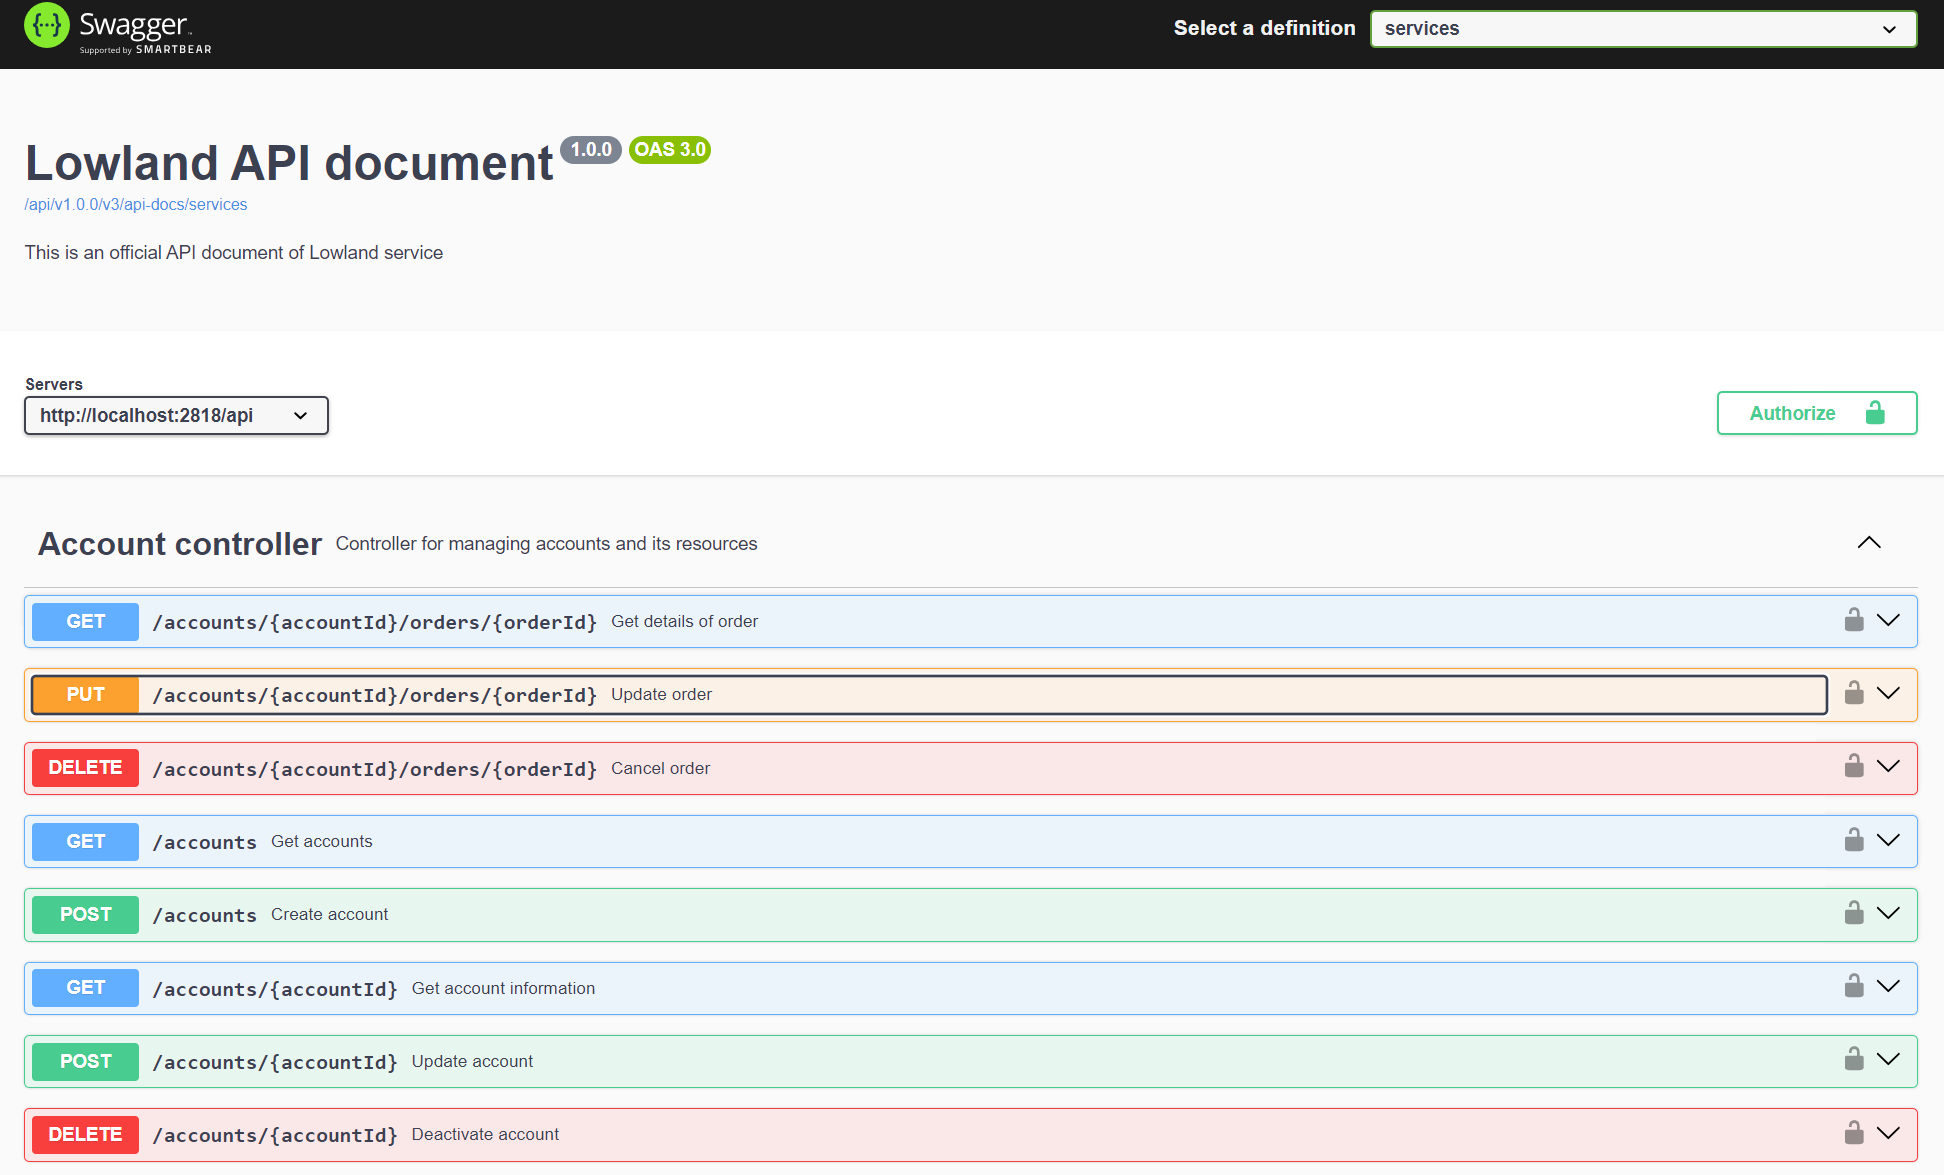 Swagger
Supported by SMARTBEAR
Select a definition
services
Lowland API document 1.0.0 OAS 3.0
/api/v1.0.0/v3/api-docs/services
This is an official API document of Lowland service
Servers
http://localhost:2818/api
Authorize
Account controller Controller for managing accounts and its resources
GET /accounts/{accountId}/orders/{orderId} Get details of order
PUT /accounts/{accountId}/orders/{orderId} Update order
DELETE /accounts/{accountId}/orders/{orderId} Cancel order
GET /accounts Get accounts
POST /accounts Create account
GET /accounts/{accountId} Get account information
POST /accounts/{accountId} Update account
DELETE /accounts/{accountId} Deactivate account